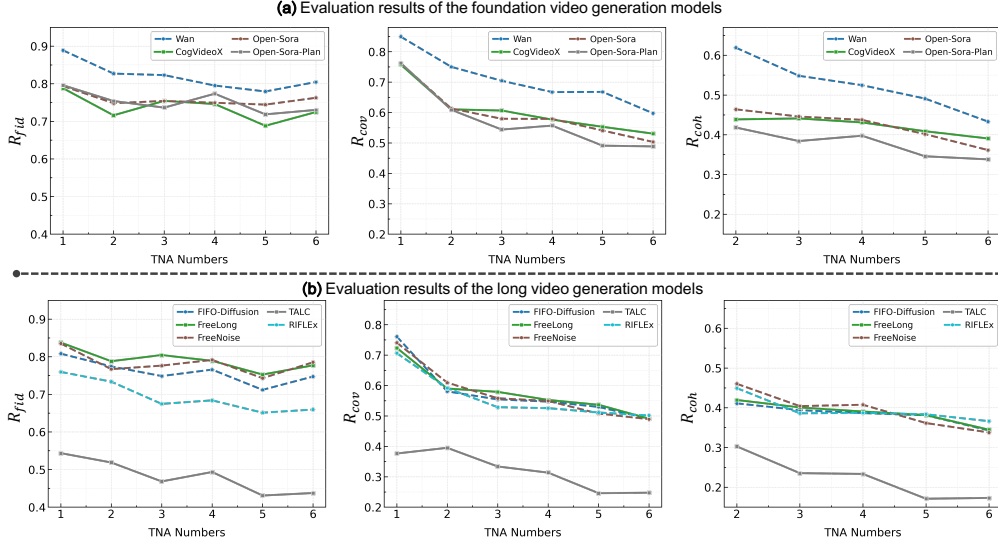 (a) Evaluation results of the foundation video generation models
Wan
CogVideoX
Open-Sora
Open-Sora-Plan
R_fid
0.9
0.8
0.7
0.6
0.5
0.4
1 2 3 4 5 6
TNA Numbers
Wan
CogVideoX
Open-Sora
Open-Sora-Plan
R_cov
0.8
0.7
0.6
0.5
0.4
0.3
0.2
1 2 3 4 5 6
TNA Numbers
Wan
CogVideoX
Open-Sora
Open-Sora-Plan
R_coh
0.6
0.5
0.4
0.3
0.2
2 3 4 5 6
TNA Numbers
(b) Evaluation results of the long video generation models
FIFO-Diffusion
FreeLong
FreeNoise
TALC
RIFLEx
R_fid
0.9
0.8
0.7
0.6
0.5
0.4
1 2 3 4 5 6
TNA Numbers
FIFO-Diffusion
FreeLong
FreeNoise
TALC
RIFLEx
R_cov
0.8
0.7
0.6
0.5
0.4
0.3
0.2
1 2 3 4 5 6
TNA Numbers
FIFO-Diffusion
FreeLong
FreeNoise
TALC
RIFLEx
R_coh
0.6
0.5
0.4
0.3
0.2
2 3 4 5 6
TNA Numbers